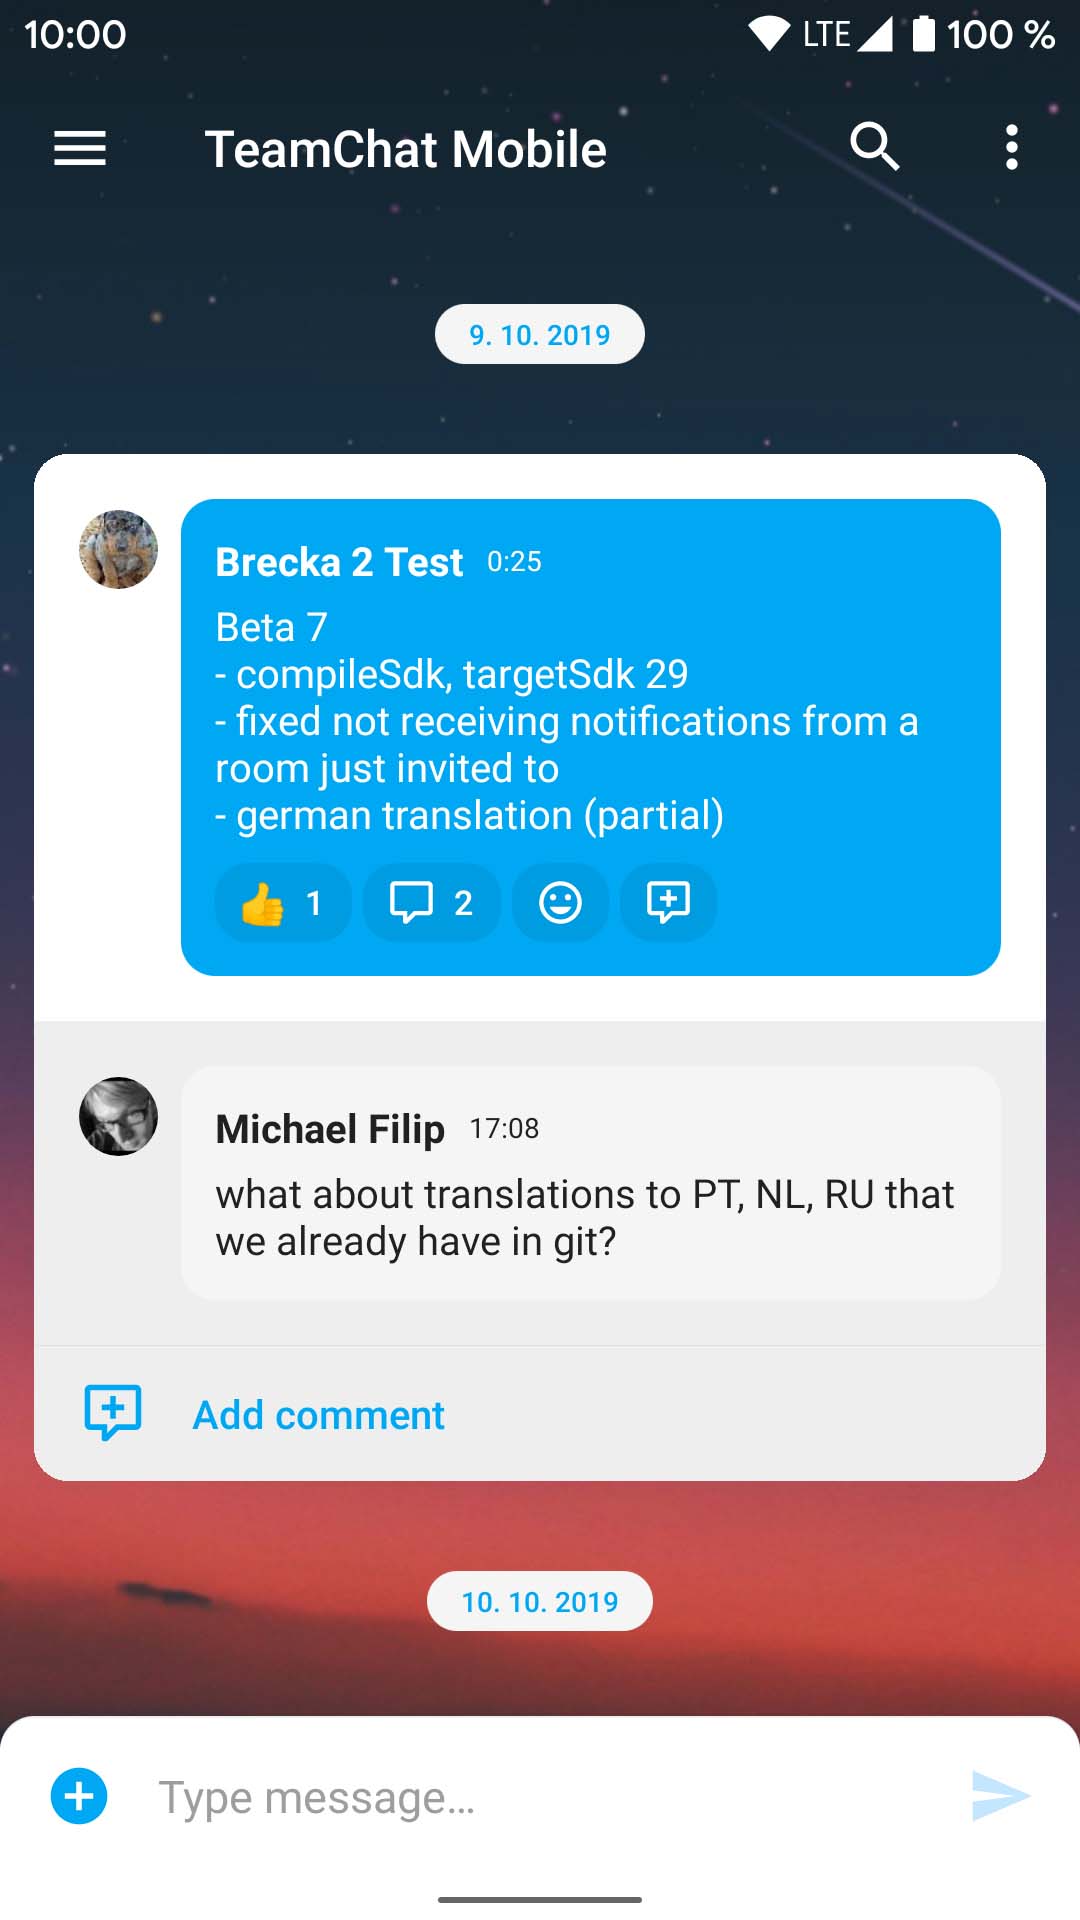 10:00 LTE 100 %
TeamChat Mobile
9. 10. 2019
Brecka 2 Test 0:25
Beta 7
- compileSdk, targetSdk 29
- fixed not receiving notifications from a
room just invited to
- german translation (partial)
1 2
Michael Filip 17:08
what about translations to PT, NL, RU that
we already have in git?
Add comment
10. 10. 2019
Type message...